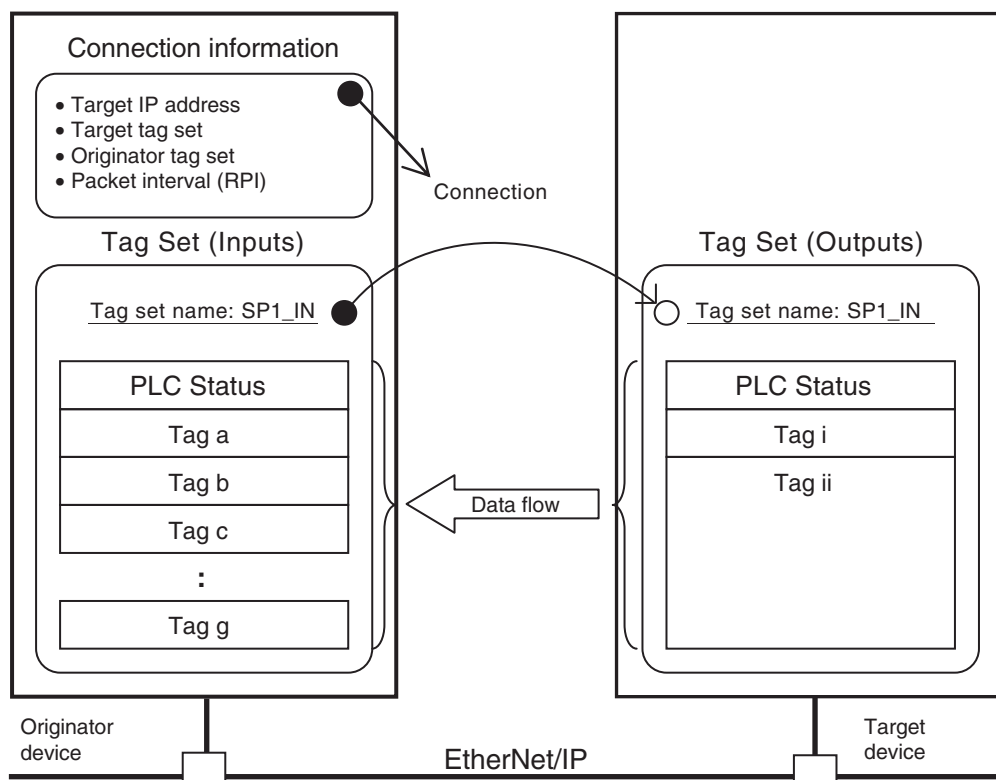 Connection information
• Target IP address
• Target tag set
• Originator tag set
• Packet interval (RPI)
Connection
Tag Set (Inputs)
Tag set name: SP1_IN
PLC Status
Tag a
Tag b
Tag c
:
Tag g
Data flow
Tag Set (Outputs)
Tag set name: SP1_IN
PLC Status
Tag i
Tag ii
Originator
device
EtherNet/IP
Target
device